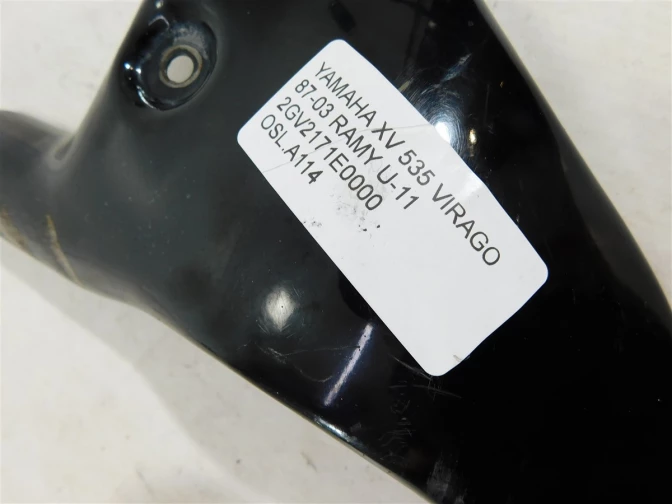 YAMAHA XV 535 VIRAGO
87-03 RAMY U-11
2GV2171E0000
OSL.A114